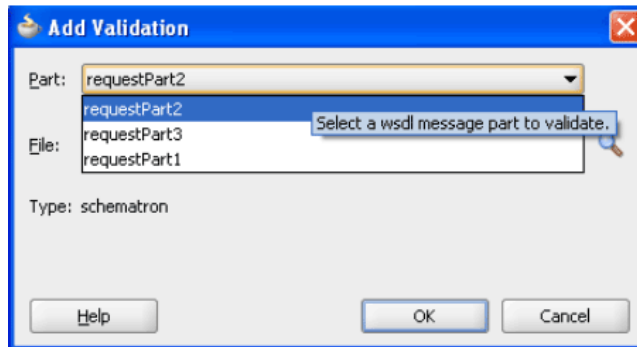 Add Validation
Part: requestPart2
requestPart2
Select a wsdl message part to validate.
requestPart3
File:
requestPart1
Type: schematron
Help OK Cancel